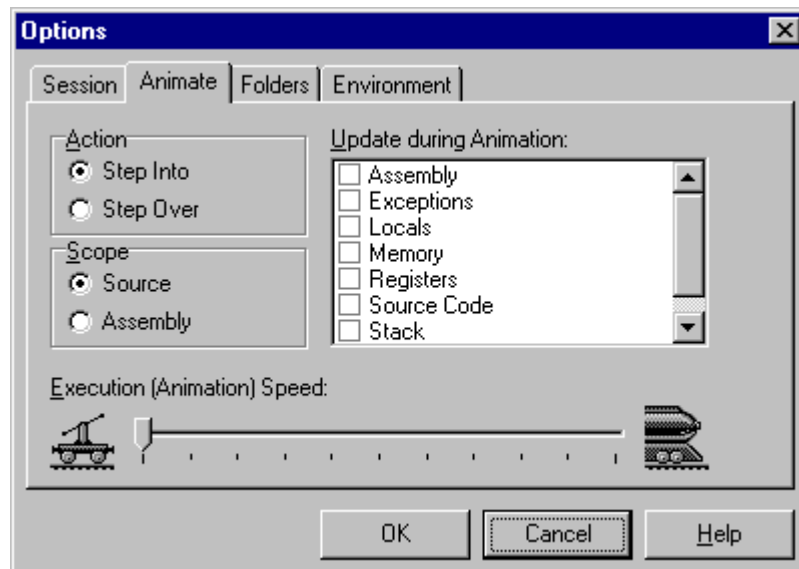 Options
Session Animate Folders Environment
Action
Step Into
Step Over
Scope
Source
Assembly
Update during Animation:
Assembly
Exceptions
Locals
Memory
Registers
Source Code
Stack
Execution (Animation) Speed:
OK Cancel Help